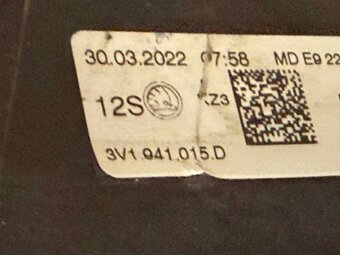 30.03.2022 07:58 MD E9 22
12S KZ3
3V1.941.015.D